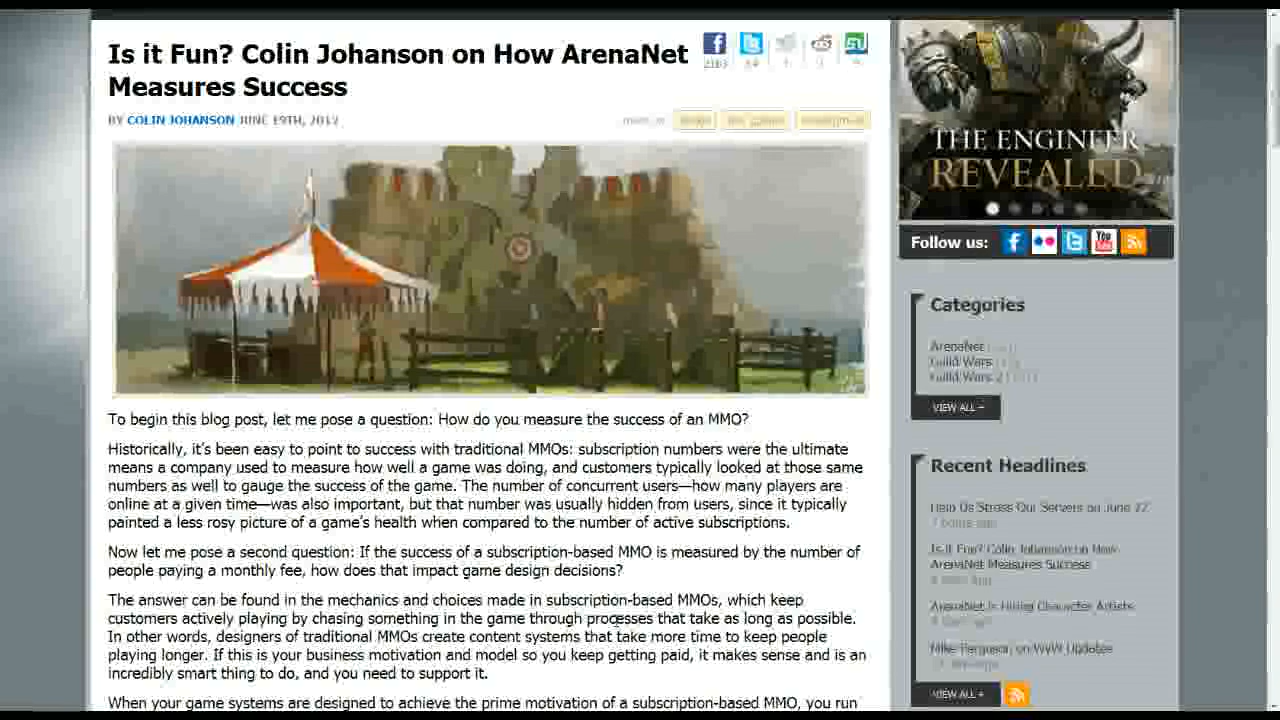 Is it Fun? Colin Johanson on How ArenaNet
Measures Success
BY COLIN JOHANSON JUNE 19TH, 2012
To begin this blog post, let me pose a question: How do you measure the success of an MMO?
Historically, it's been easy to point to success with traditional MMOs: subscription numbers were the ultimate
means a company used to measure how well a game was doing, and customers typically looked at those same
numbers as well to gauge the success of the game. The number of concurrent users—how many players are
online at a given time—was also important, but that number was usually hidden from users, since it typically
painted a less rosy picture of a game's health when compared to the number of active subscriptions.
Now let me pose a second question: If the success of a subscription-based MMO is measured by the number of
people paying a monthly fee, how does that impact game design decisions?
The answer can be found in the mechanics and choices made in subscription-based MMOs, which keep
customers actively playing by chasing something in the game through processes that take as long as possible.
In other words, designers of traditional MMOs create content systems that take more time to keep people
playing longer. If this is your business motivation and model so you keep getting paid, it makes sense and is an
incredibly smart thing to do, and you need to support it.
When your game systems are designed to achieve the prime motivation of a subscription-based MMO, you run
THE ENGINEER
REVEALED
Follow us:
You
Categories
ArenaNet
Guild Wars
Guild Wars 2
VIEW ALL
Recent Headlines
Help Us Stress Our Servers on June 27
7 hours ago
Is it Fun? Colin Johanson on How
ArenaNet Measures Success
ArenaNet Is Hiring Character Artists
Mike Ferguson on WvW Updates
VIEW ALL